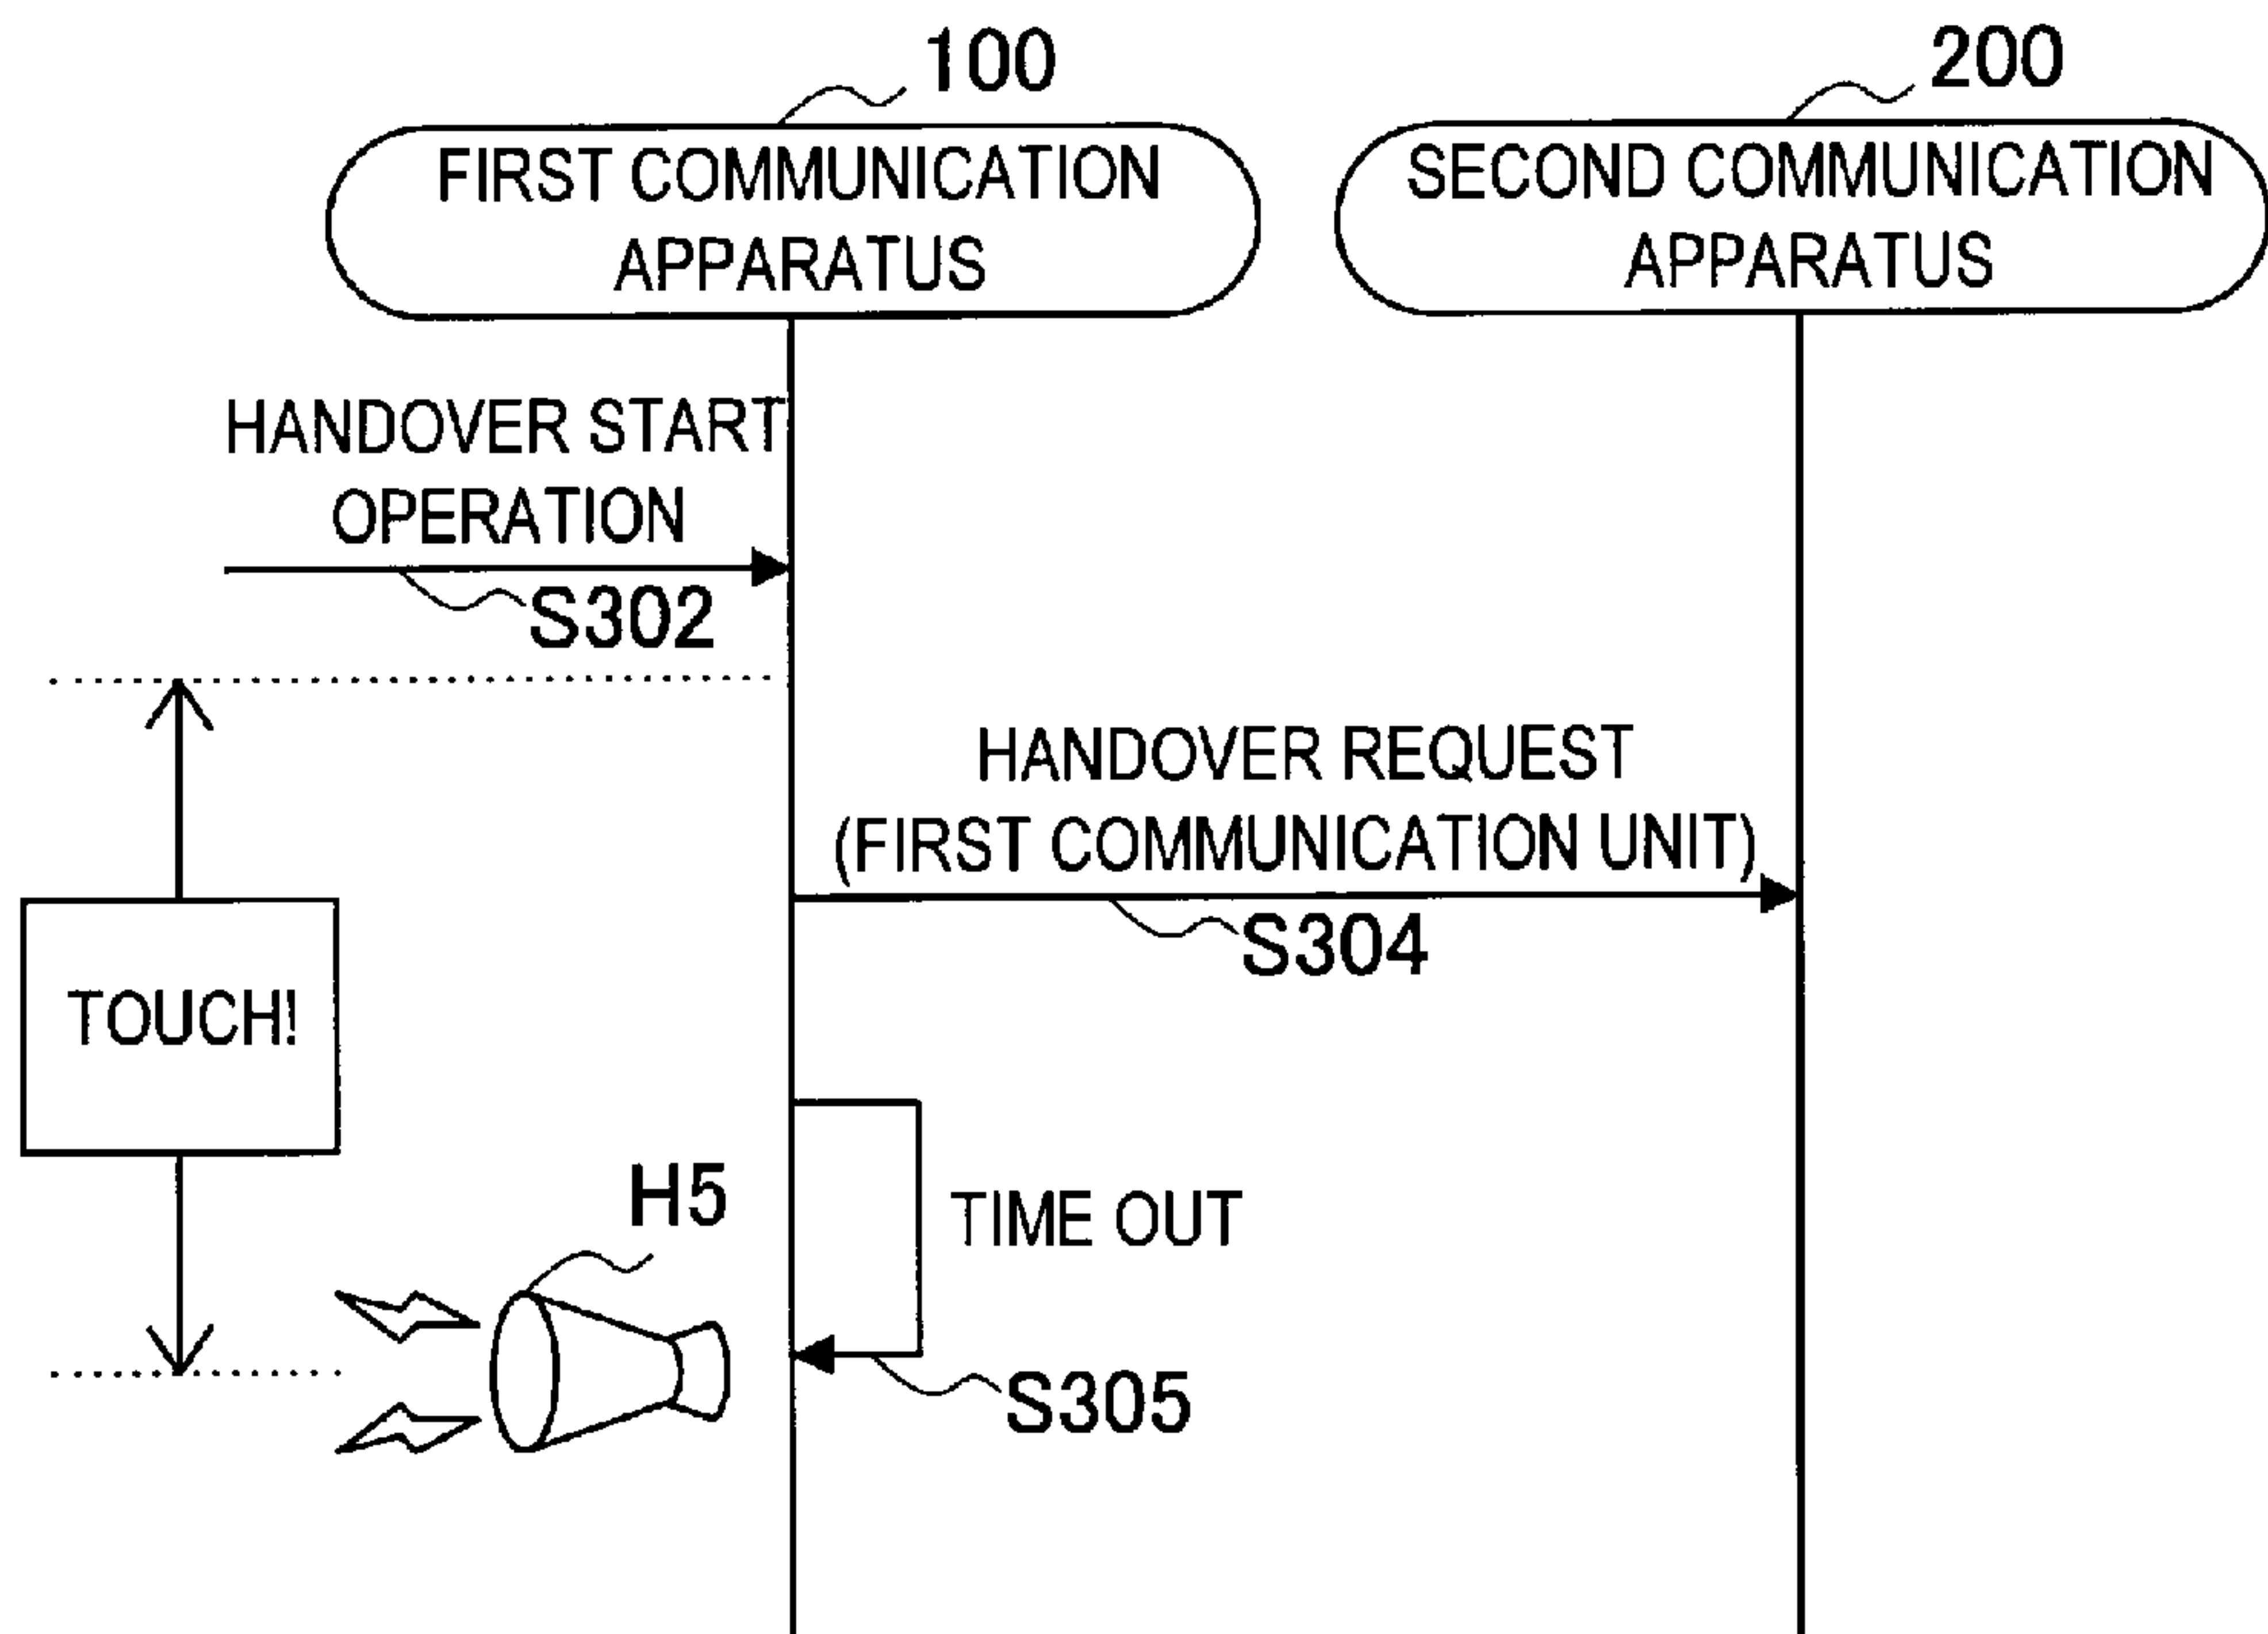 100
200
FIRST COMMUNICATION
APPARATUS
SECOND COMMUNICATION
APPARATUS
HANDOVER START
OPERATION
S302
HANDOVER REQUEST
(FIRST COMMUNICATION UNIT)
S304
TOUCH!
H5
TIME OUT
S305